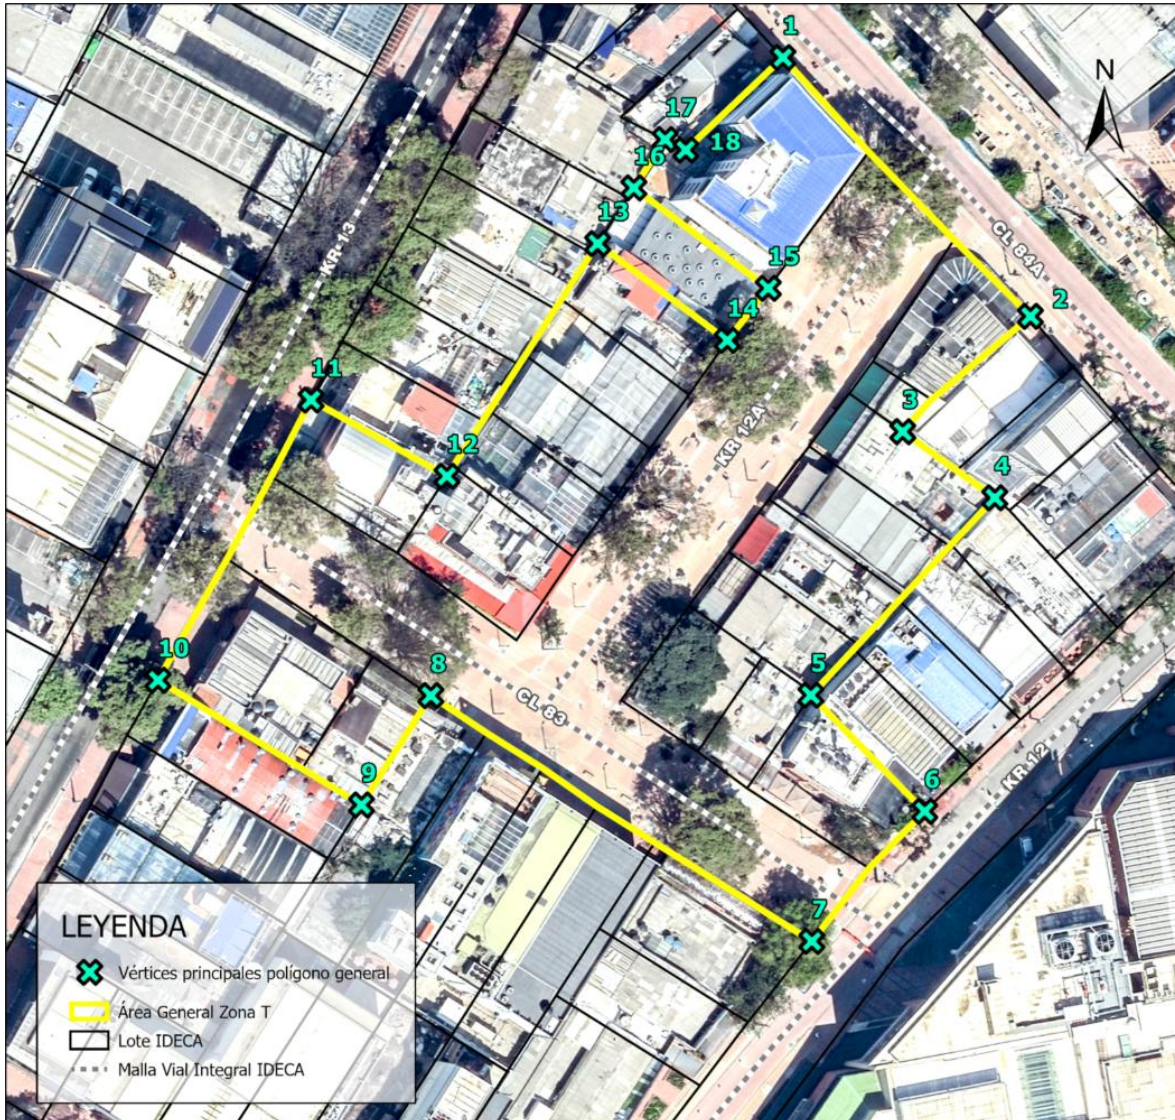 1
N
17
18
16
KR 13
13
CL 84A
15
2
14
11
3
KR 12A
12
4
10
8
5
CL 83
9
6
KR 12
7
LEYENDA
Vértices principales polígono general
Área General Zona T
Lote IDECA
Malla Vial Integral IDECA